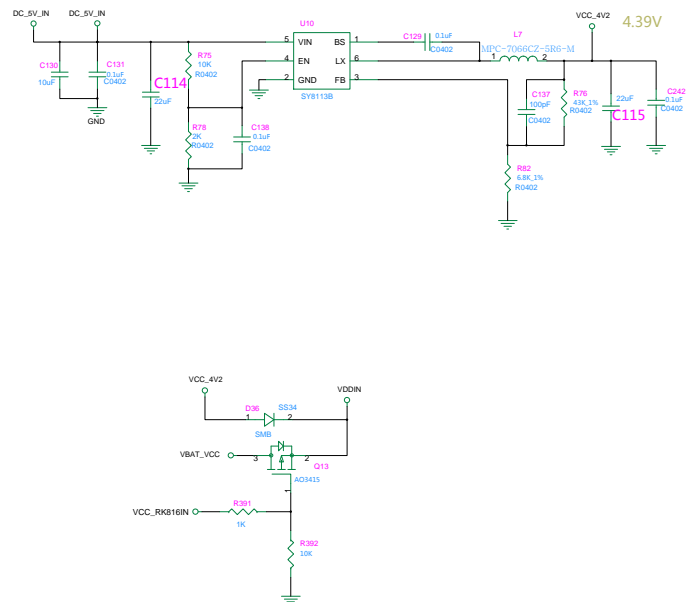 DC_5V_IN
DC_5V_IN
U10
VCC_4V2
4.39V
C130
10uF
C131
0.1uF
C0402
GND
C114
22uF
R75
10K
R0402
R78
2K
R0402
C138
0.1uF
C0402
5 VIN
4 EN
2 GND
BS 1
LX 6
FB 3
SY8113B
C129
0.1uF
C0402
L7
MPC-7066CZ-5R6-M
1 2
C137
100pF
C0402
R76
43K_1%
R0402
22uF
C115
C242
0.1uF
C0402
R82
6.8K_1%
R0402
VCC_4V2
VDDIN
D36
SS34
1 2
SMB
VBAT_VCC
3 2
Q13
AO3415
1
VCC_RK816IN
R391
1K
R392
10K